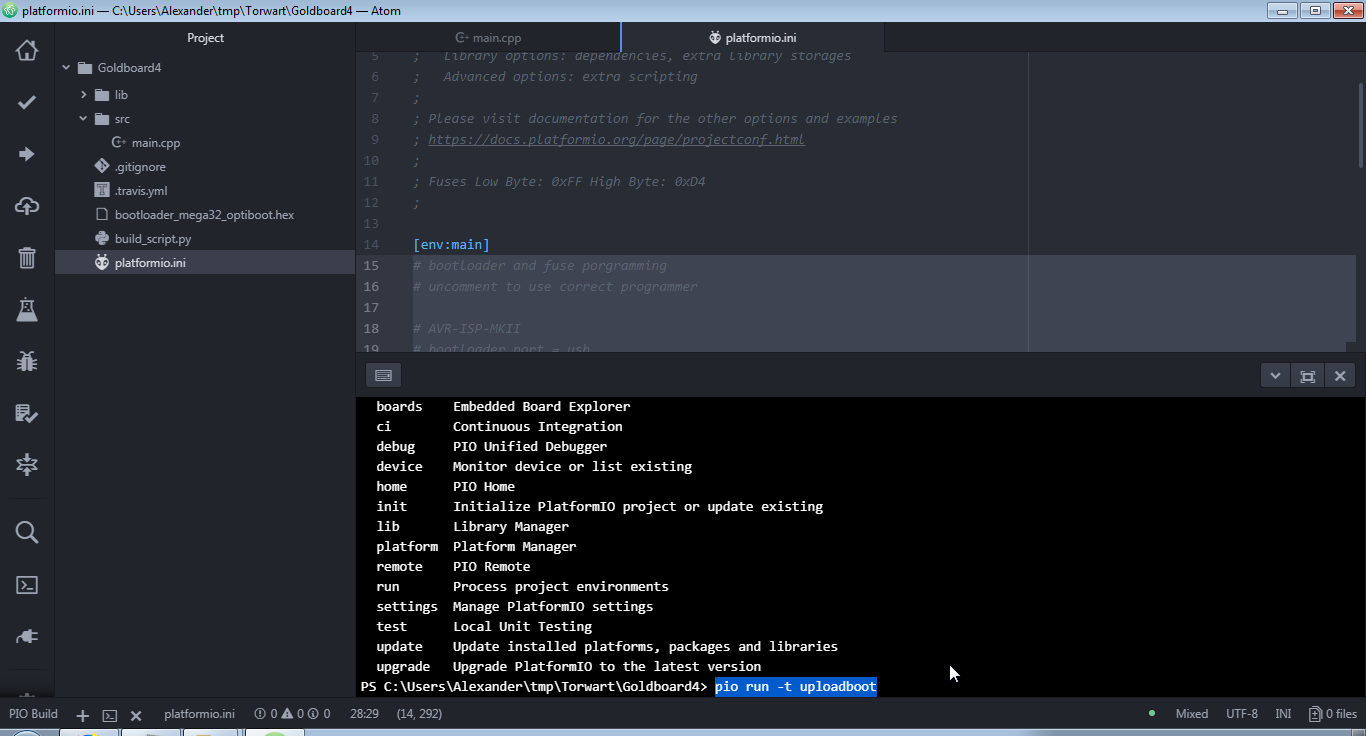 platformio.ini — C:\Users\Alexander\tmp\Torwart\Goldboard4 — Atom
Project
main.cpp
platformio.ini
Goldboard4
lib
src
main.cpp
.gitignore
.travis.yml
bootloader_mega32_optiboot.hex
build_script.py
platformio.ini
5 ;   Library options: dependencies, extra library storages
6 ;   Advanced options: extra scripting
7 ;
8 ; Please visit documentation for the other options and examples
9 ; https://docs.platformio.org/page/projectconf.html
10 ;
11 ; Fuses Low Byte: 0xFF High Byte: 0xD4
12 ;
13
14 [env:main]
15 # bootloader and fuse porgramming
16 # uncomment to use correct programmer
17
18 # AVR-ISP-MKII
19 # bootloader_port = usb
boards    Embedded Board Explorer
ci        Continuous Integration
debug     PIO Unified Debugger
device    Monitor device or list existing
home      PIO Home
init      Initialize PlatformIO project or update existing
lib       Library Manager
platform  Platform Manager
remote    PIO Remote
run       Process project environments
settings  Manage PlatformIO settings
test      Local Unit Testing
update    Update installed platforms, packages and libraries
upgrade   Upgrade PlatformIO to the latest version
PS C:\Users\Alexander\tmp\Torwart\Goldboard4> pio run -t uploadboot
PIO Build platformio.ini 0 0 0 28:29 (14, 292) Mixed UTF-8 INI 0 files